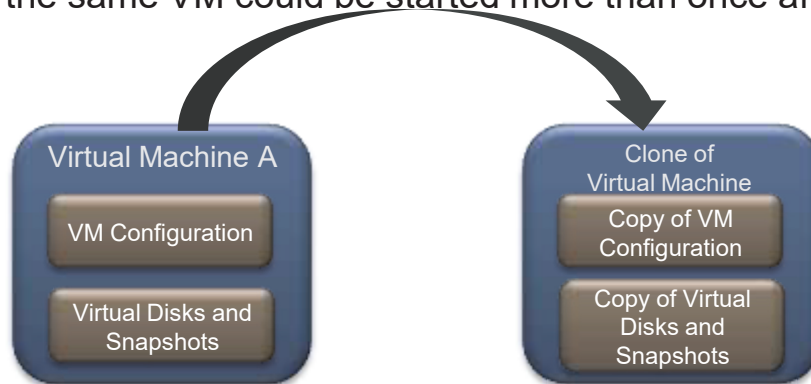 the same VM could be started more than once
Virtual Machine A
VM Configuration
Virtual Disks and
Snapshots
Clone of
Virtual Machine
Copy of VM
Configuration
Copy of Virtual
Disks and
Snapshots